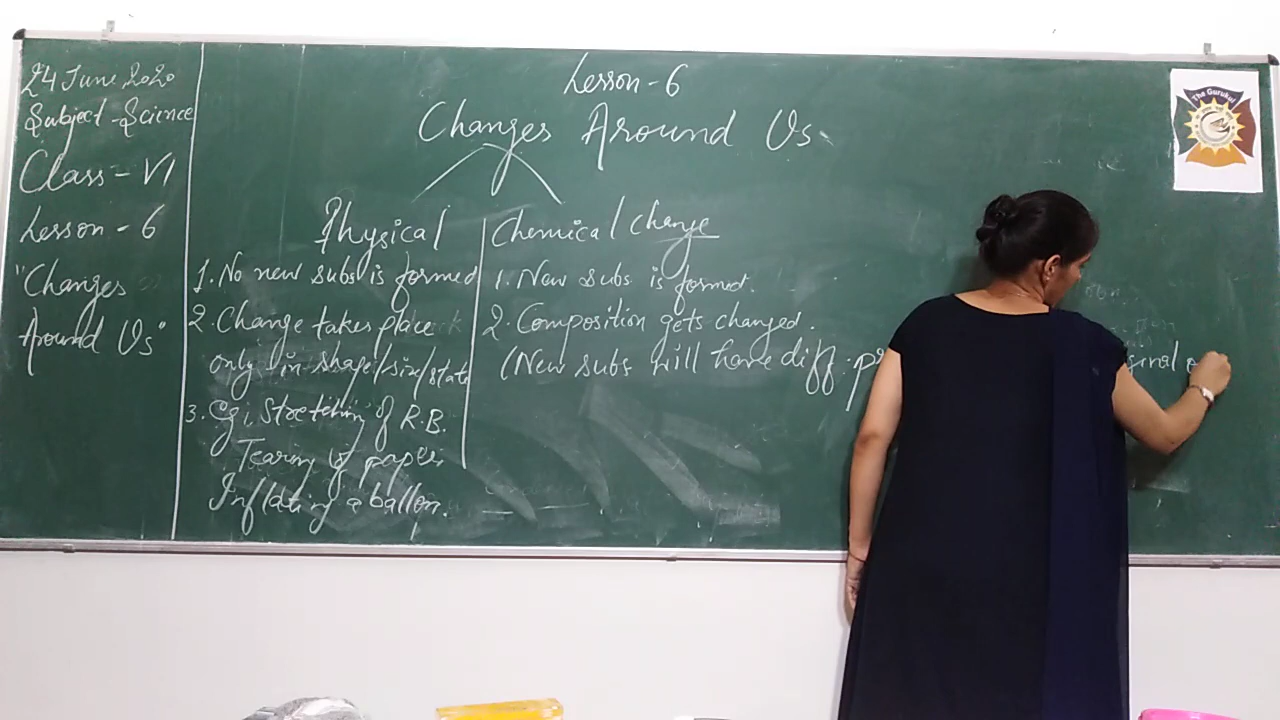 24 June 2020
Subject - Science
Class - VI
Lesson - 6
"Changes
Around Us"
Lesson - 6
Changes Around Us
Physical
1. No new subs is formed
2. Change takes place
only in shape/size/state
3. eg; Stretching of R.B.
Tearing of paper
Inflating a ballon.
Chemical change
1. New subs is formed.
2. Composition gets changed.
(New subs will have diff. p
The Gurukul